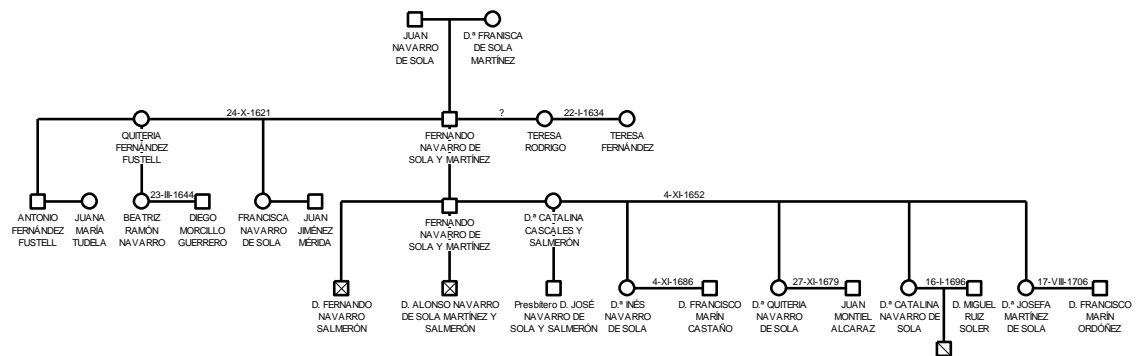 JUAN
NAVARRO
DE SOLA
D.ª FRANISCA
DE SOLA
MARTÍNEZ
24-X-1621
?
22-I-1634
QUITERIA
FERNÁNDEZ
FUSTELL
FERNANDO
NAVARRO DE
SOLA Y MARTÍNEZ
TERESA
RODRIGO
TERESA
FERNÁNDEZ
23-III-1644
4-XI-1652
ANTONIO
FERNÁNDEZ
FUSTELL
JUANA
MARÍA
TUDELA
BEATRIZ
RAMÓN
NAVARRO
DIEGO
MORCILLO
GUERRERO
FRANCISCA
NAVARRO
DE SOLA
JUAN
JIMÉNEZ
MÉRIDA
FERNANDO
NAVARRO DE
SOLA Y MARTÍNEZ
D.ª CATALINA
CASCALES Y
SALMERÓN
4-XI-1686
27-XI-1679
16-I-1696
17-VIII-1706
D. FERNANDO
NAVARRO
SALMERÓN
D. ALONSO NAVARRO
DE SOLA MARTÍNEZ Y
SALMERÓN
Presbítero D. JOSÉ
NAVARRO DE
SOLA Y SALMERÓN
D.ª INÉS
NAVARRO
DE SOLA
D. FRANCISCO
MARÍN
CASTAÑO
D.ª QUITERIA
NAVARRO
DE SOLA
JUAN
MONTIEL
ALCARAZ
D.ª CATALINA
NAVARRO DE
SOLA
D. MIGUEL
RUIZ
SOLER
D.ª JOSEFA
MARTÍNEZ
DE SOLA
D. FRANCISCO
MARÍN
ORDÓÑEZ